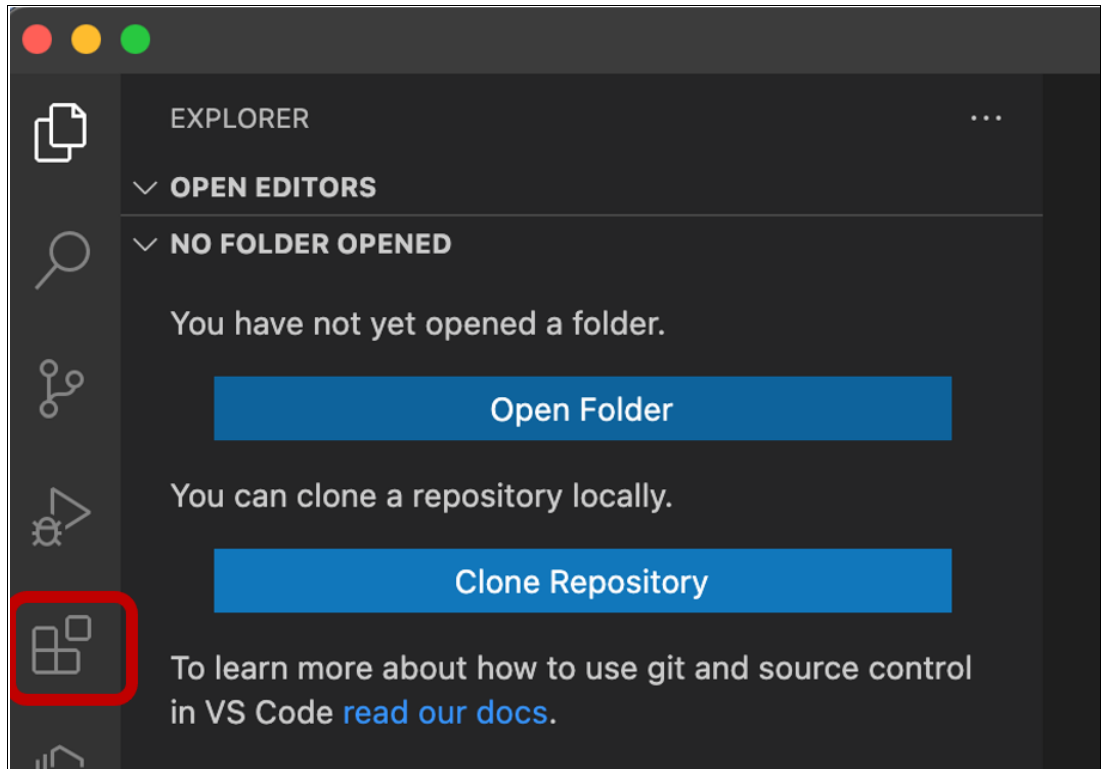 EXPLORER
OPEN EDITORS
NO FOLDER OPENED
You have not yet opened a folder.
Open Folder
You can clone a repository locally.
Clone Repository
To learn more about how to use git and source control
in VS Code read our docs.